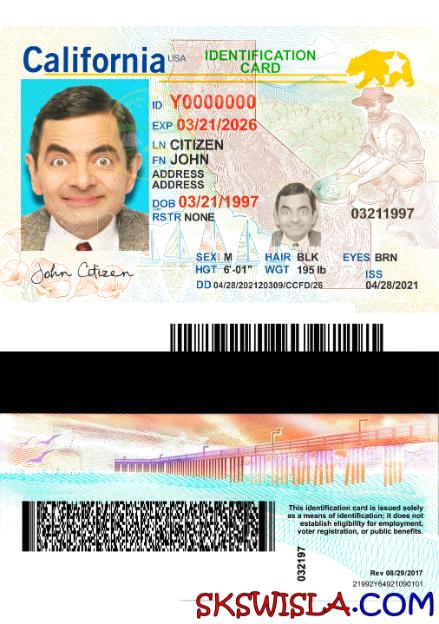 California USA IDENTIFICATION CARD
ID Y0000000
EXP 03/21/2026
LN CITIZEN
FN JOHN
ADDRESS
ADDRESS
DOB 03/21/1997
RSTR NONE
03211997
SEX M HAIR BLK EYES BRN
HGT 6'-01" WGT 195 lb ISS
DD 04/28/202120309/CCFD/26 04/28/2021
John Citizen
This identification card is issued solely
as a means of identification; it does not
establish eligibility for employment,
voter registration, or public benefits.
032197
Rev 08/29/2017
21992Y64921090101
SKSWISLA.COM